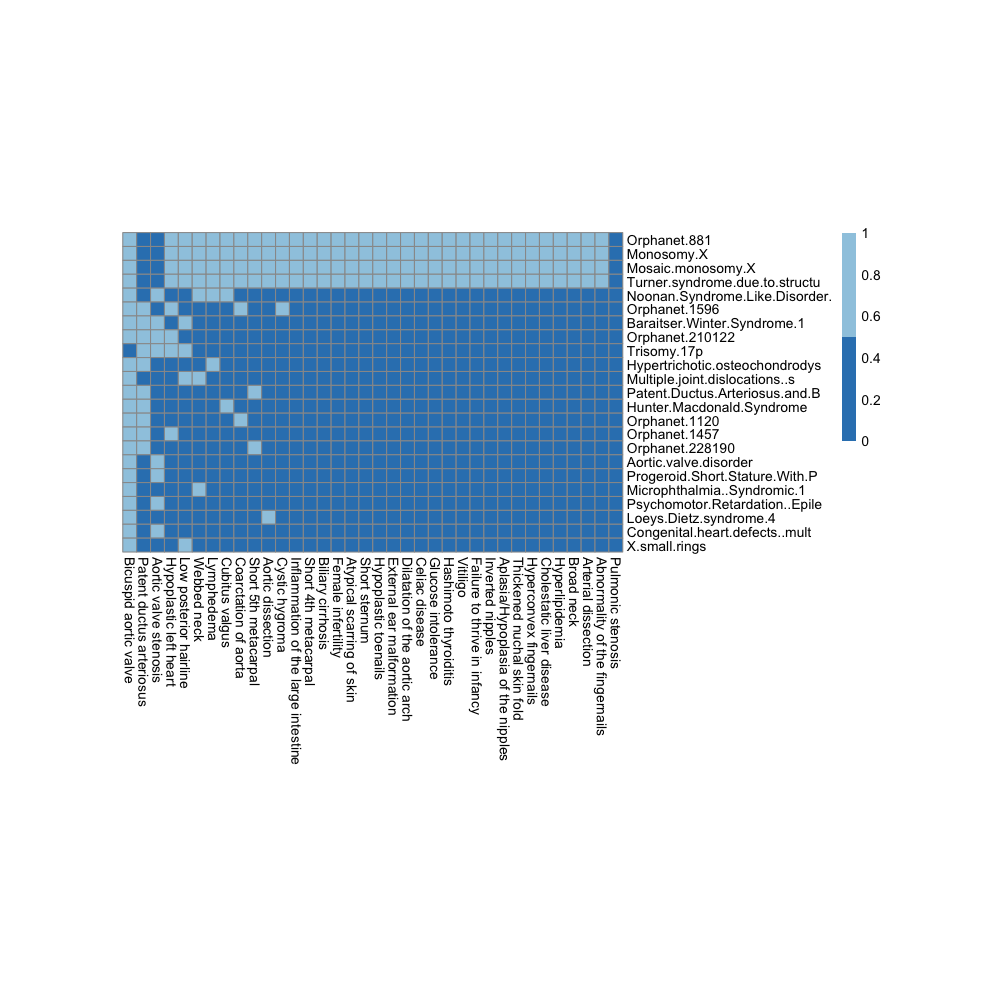 Orphanet.881
Monosomy.X
Mosaic.monosomy.X
Turner.syndrome.due.to.structu
Noonan.Syndrome.Like.Disorder.
Orphanet.1596
Baraitser.Winter.Syndrome.1
Orphanet.210122
Trisomy.17p
Hypertrichotic.osteochondrodys
Multiple.joint.dislocations..s
Patent.Ductus.Arteriosus.and.B
Hunter.Macdonald.Syndrome
Orphanet.1120
Orphanet.1457
Orphanet.228190
Aortic.valve.disorder
Progeroid.Short.Stature.With.P
Microphthalmia..Syndromic.1
Psychomotor.Retardation..Epile
Loeys.Dietz.syndrome.4
Congenital.heart.defects..mult
X.small.rings
1
0.8
0.6
0.4
0.2
0
Bicuspid aortic valve
Patent ductus arteriosus
Aortic valve stenosis
Hypoplastic left heart
Low posterior hairline
Webbed neck
Lymphedema
Cubitus valgus
Coarctation of aorta
Short 5th metacarpal
Aortic dissection
Cystic hygroma
Inflammation of the large intestine
Short 4th metacarpal
Biliary cirrhosis
Female infertility
Atypical scarring of skin
Short sternum
Hypoplastic toenails
External ear malformation
Dilatation of the aortic arch
Celiac disease
Glucose intolerance
Hashimoto thyroiditis
Vitiligo
Failure to thrive in infancy
Inverted nipples
Aplasia/Hypoplasia of the nipples
Thickened nuchal skin fold
Hyperconvex fingernails
Cholestatic liver disease
Hyperlipidemia
Broad neck
Arterial dissection
Abnormality of the fingernails
Pulmonic stenosis